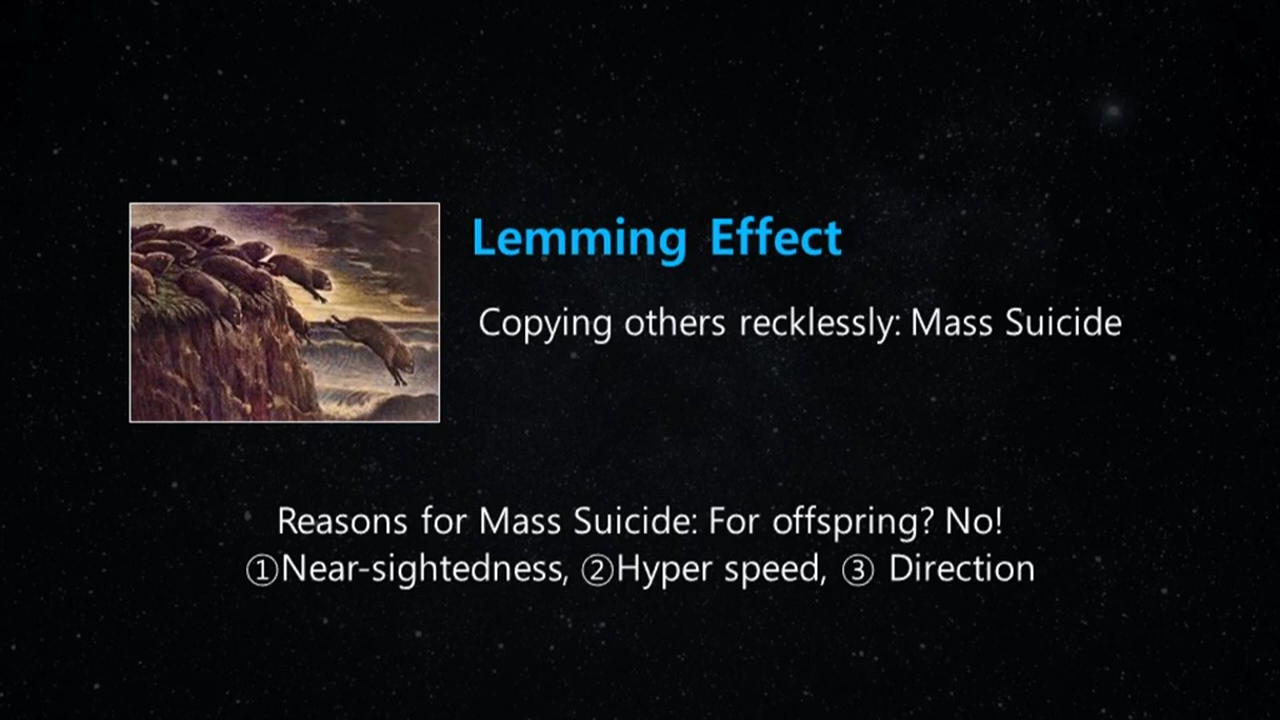 Lemming Effect
Copying others recklessly: Mass Suicide
Reasons for Mass Suicide: For offspring? No!
①Near-sightedness, ②Hyper speed, ③ Direction